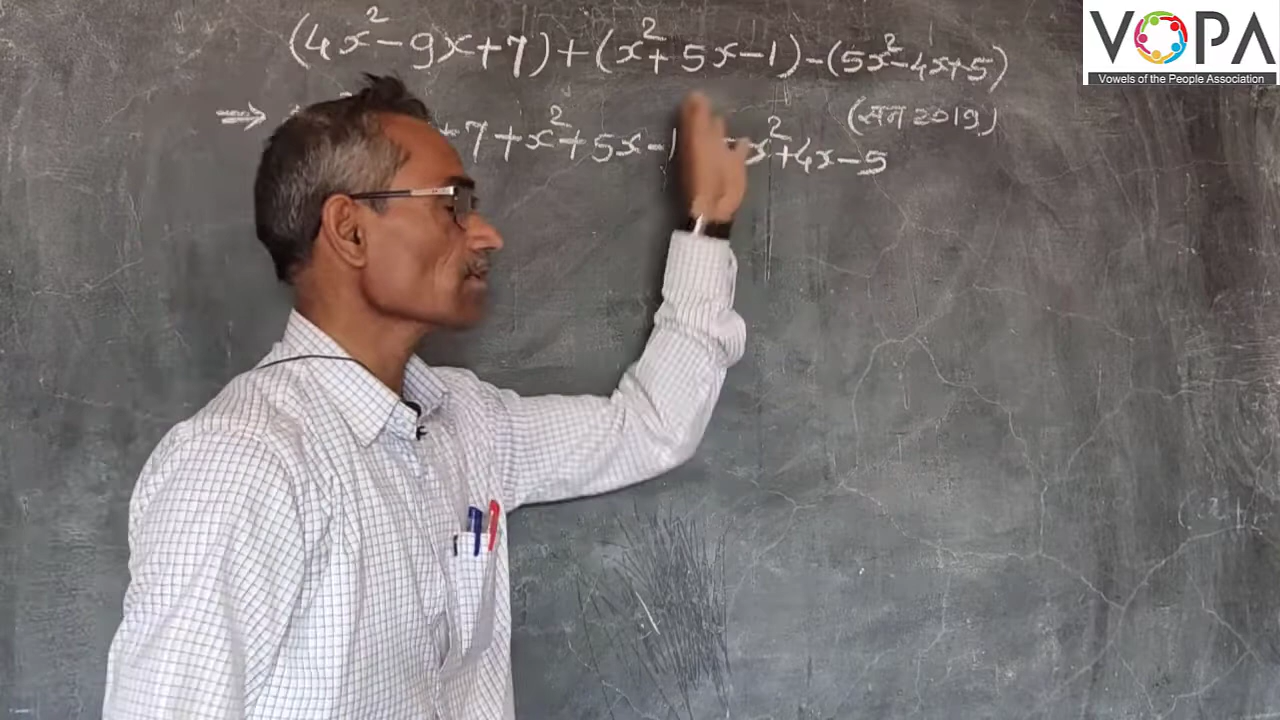 (4x² - 9x + 7) + (x² + 5x - 1) - (5x² - 4x + 5)
(सन 2019)
⇒ +7 + x² + 5x - 1 x² + 4x - 5
VOPA
Vowels of the People Association